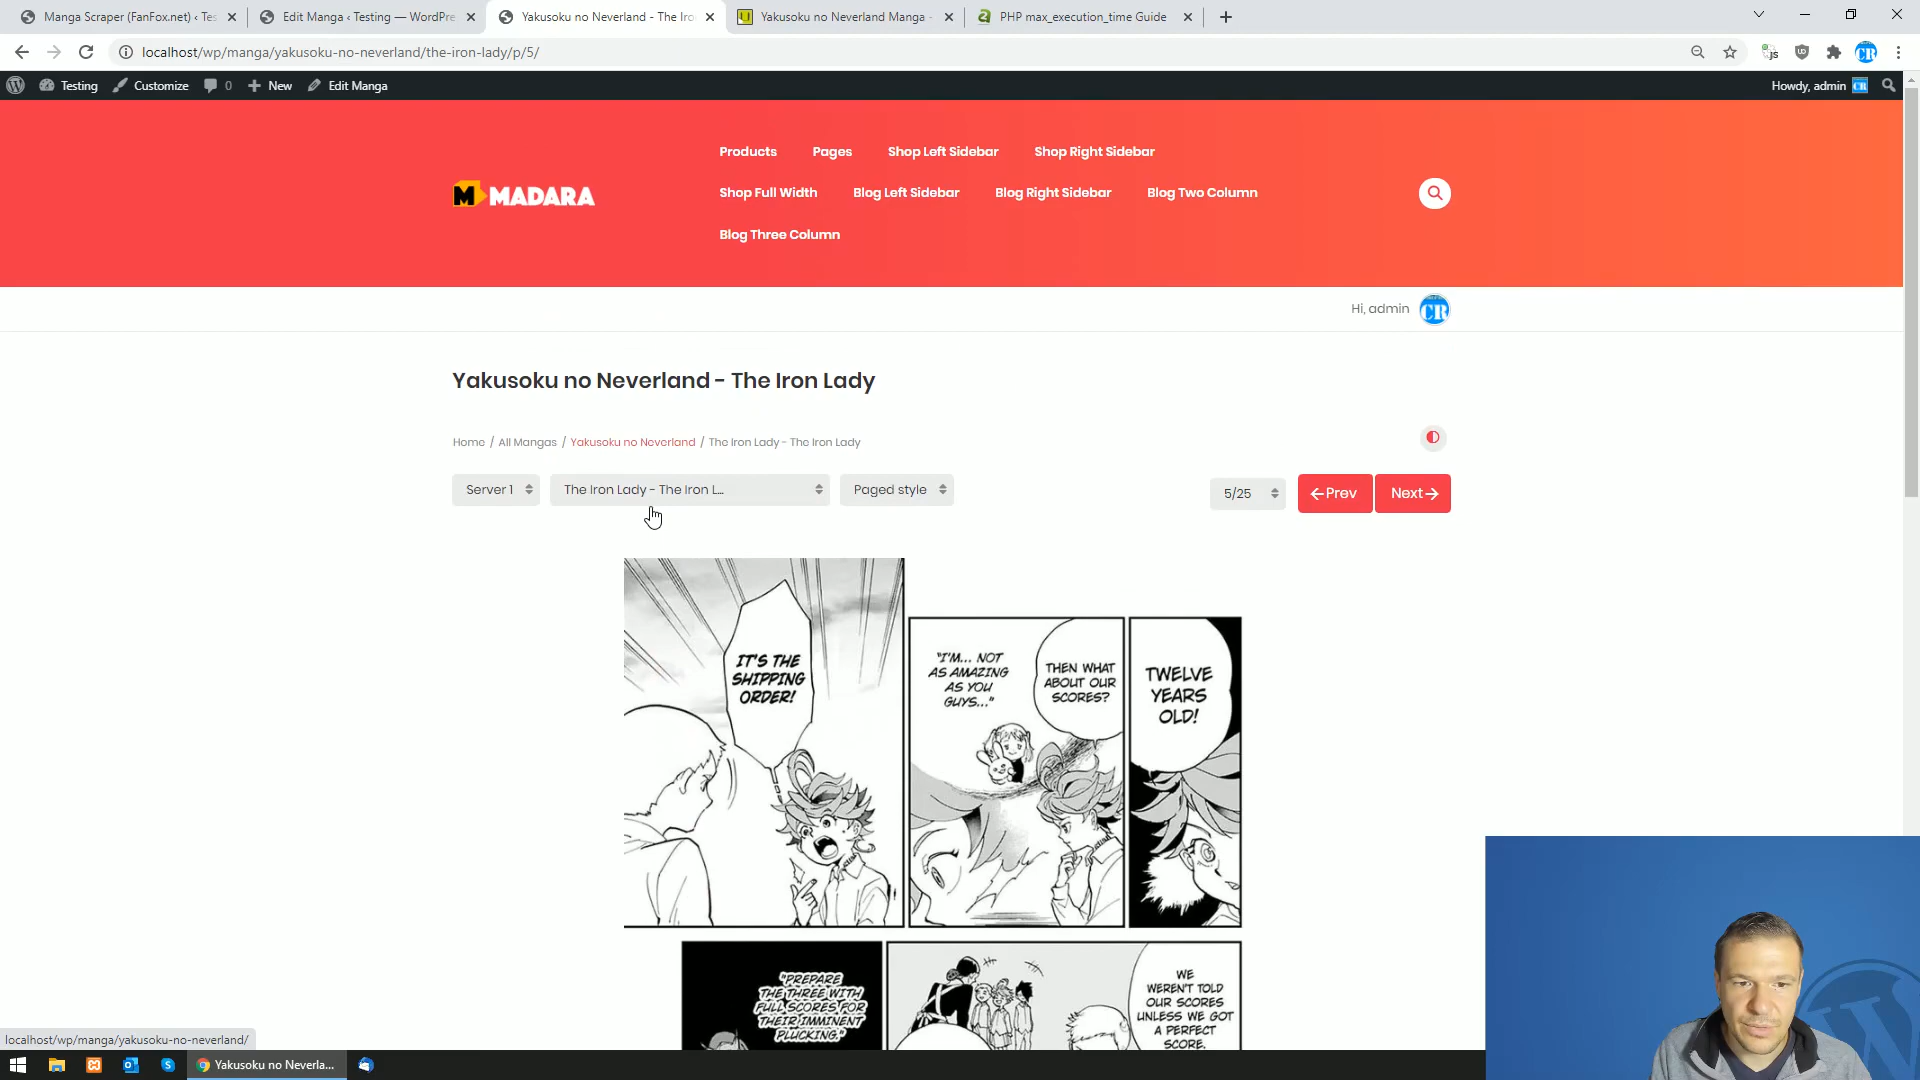 Manga Scraper (FanFox.net) ‹ Tes
Edit Manga ‹ Testing — WordPre
Yakusoku no Neverland - The Iro
Yakusoku no Neverland Manga -
PHP max_execution_time Guide
localhost/wp/manga/yakusoku-no-neverland/the-iron-lady/p/5/
Testing
Customize
0
New
Edit Manga
Howdy, admin
CR
Products
Pages
Shop Left Sidebar
Shop Right Sidebar
M MADARA
Shop Full Width
Blog Left Sidebar
Blog Right Sidebar
Blog Two Column
Blog Three Column
Hi, admin
CR
Yakusoku no Neverland - The Iron Lady
Home / All Mangas / Yakusoku no Neverland / The Iron Lady - The Iron Lady
Server 1
The Iron Lady - The Iron L...
Paged style
5/25
←Prev
Next→
IT'S THE
SHIPPING
ORDER!
"I'M... NOT
AS AMAZING
AS YOU
GUYS..."
THEN WHAT
ABOUT OUR
SCORES?
TWELVE
YEARS
OLD!
"PREPARE
THE THREE WITH
FULL SCORES FOR
THEIR IMMINENT
PLUCKING."
WE
WEREN'T TOLD
OUR SCORES
UNLESS WE GOT
A PERFECT
SCORE.
localhost/wp/manga/yakusoku-no-neverland/
Yakusoku no Neverla...